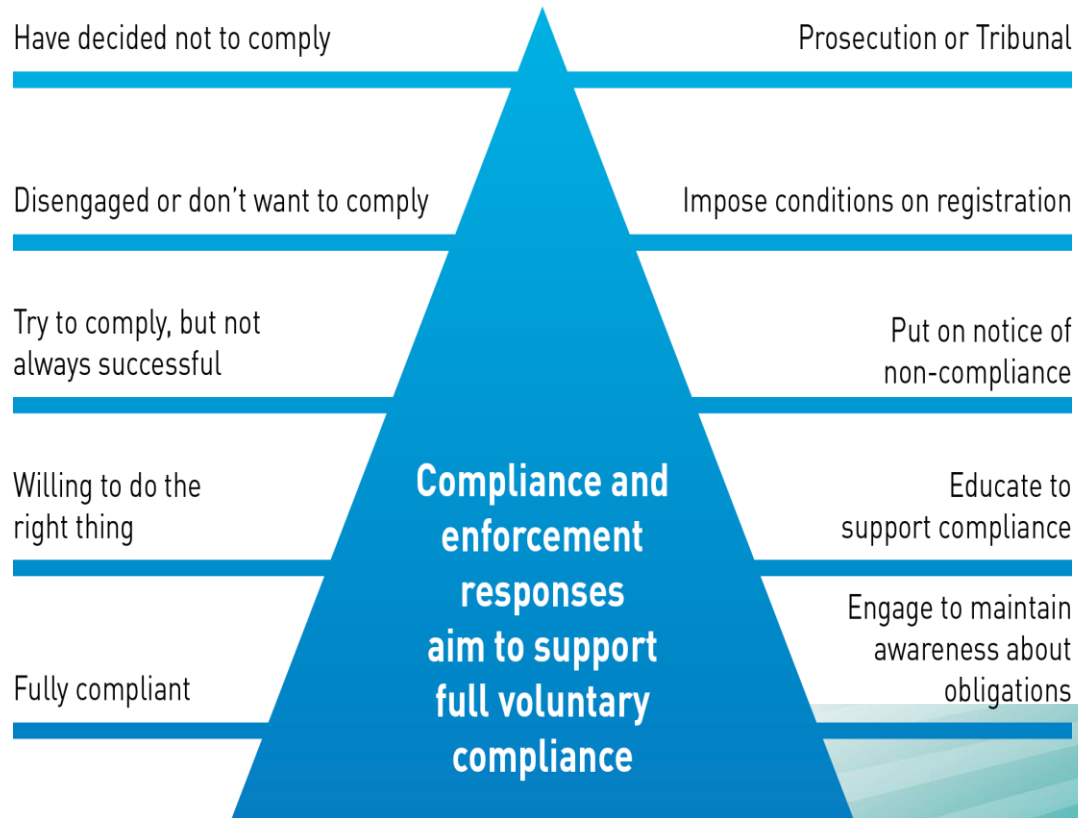 Have decided not to comply
Prosecution or Tribunal
Disengaged or don't want to comply
Impose conditions on registration
Try to comply, but not
always successful
Put on notice of
non-compliance
Willing to do the
right thing
Educate to
support compliance
Fully compliant
Engage to maintain
awareness about
obligations
Compliance and
enforcement
responses
aim to support
full voluntary
compliance